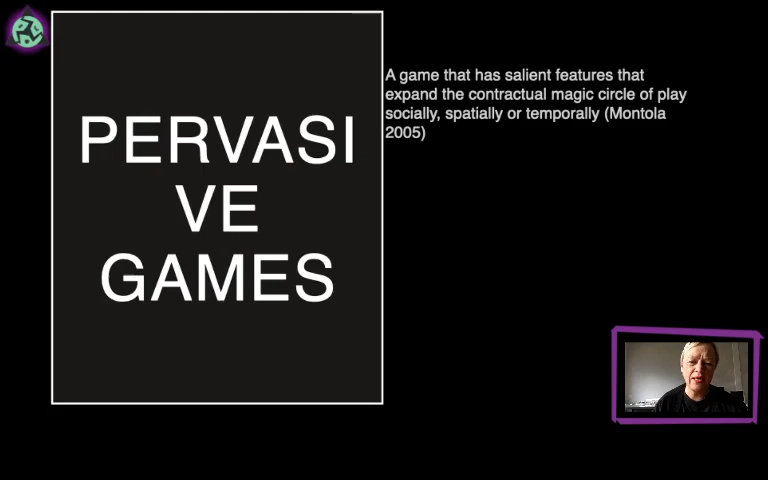 PERVASI
VE
GAMES
A game that has salient features that
expand the contractual magic circle of play
socially, spatially or temporally (Montola
2005)